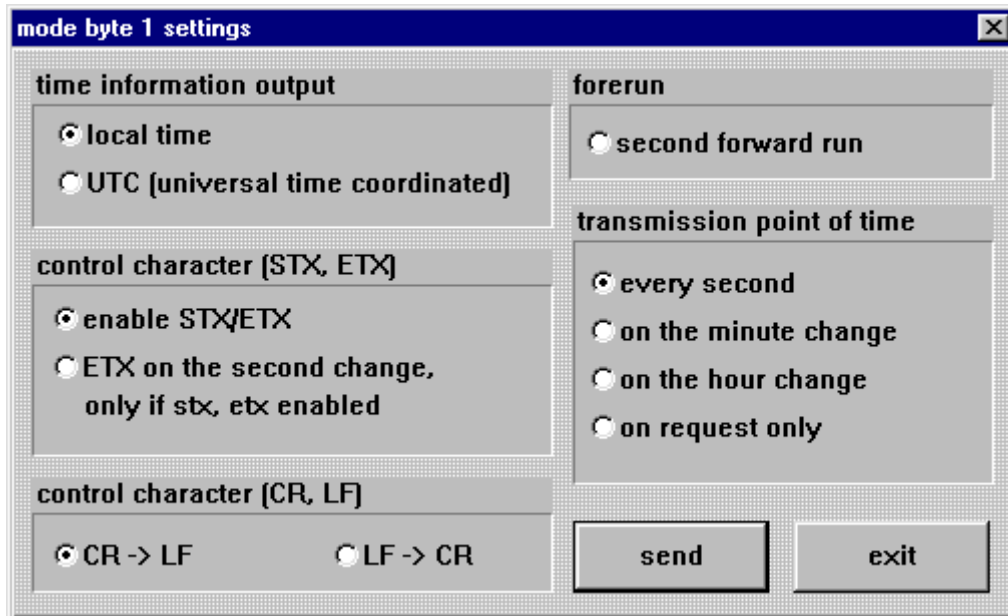 mode byte 1 settings
time information output
local time
UTC (universal time coordinated)
control character (STX, ETX)
enable STX/ETX
ETX on the second change,
only if stx, etx enabled
control character (CR, LF)
CR -> LF
LF -> CR
forerun
second forward run
transmission point of time
every second
on the minute change
on the hour change
on request only
send
exit